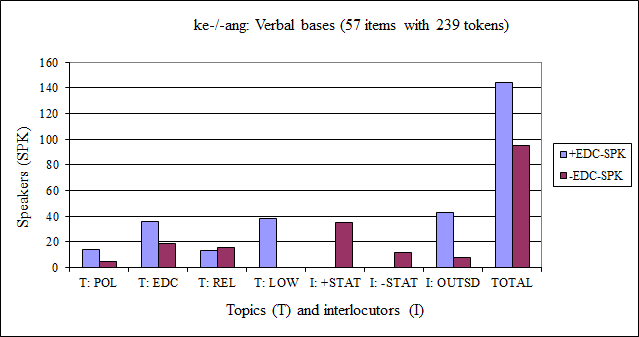 ke-/-ang: Verbal bases (57 items with 239 tokens)
160
140
120
100
80
60
40
20
0
Speakers (SPK)
T: POL T: EDC T: REL T: LOW I: +STAT I: -STAT I: OUTSD TOTAL
Topics (T) and interlocutors (I)
+EDC-SPK
-EDC-SPK